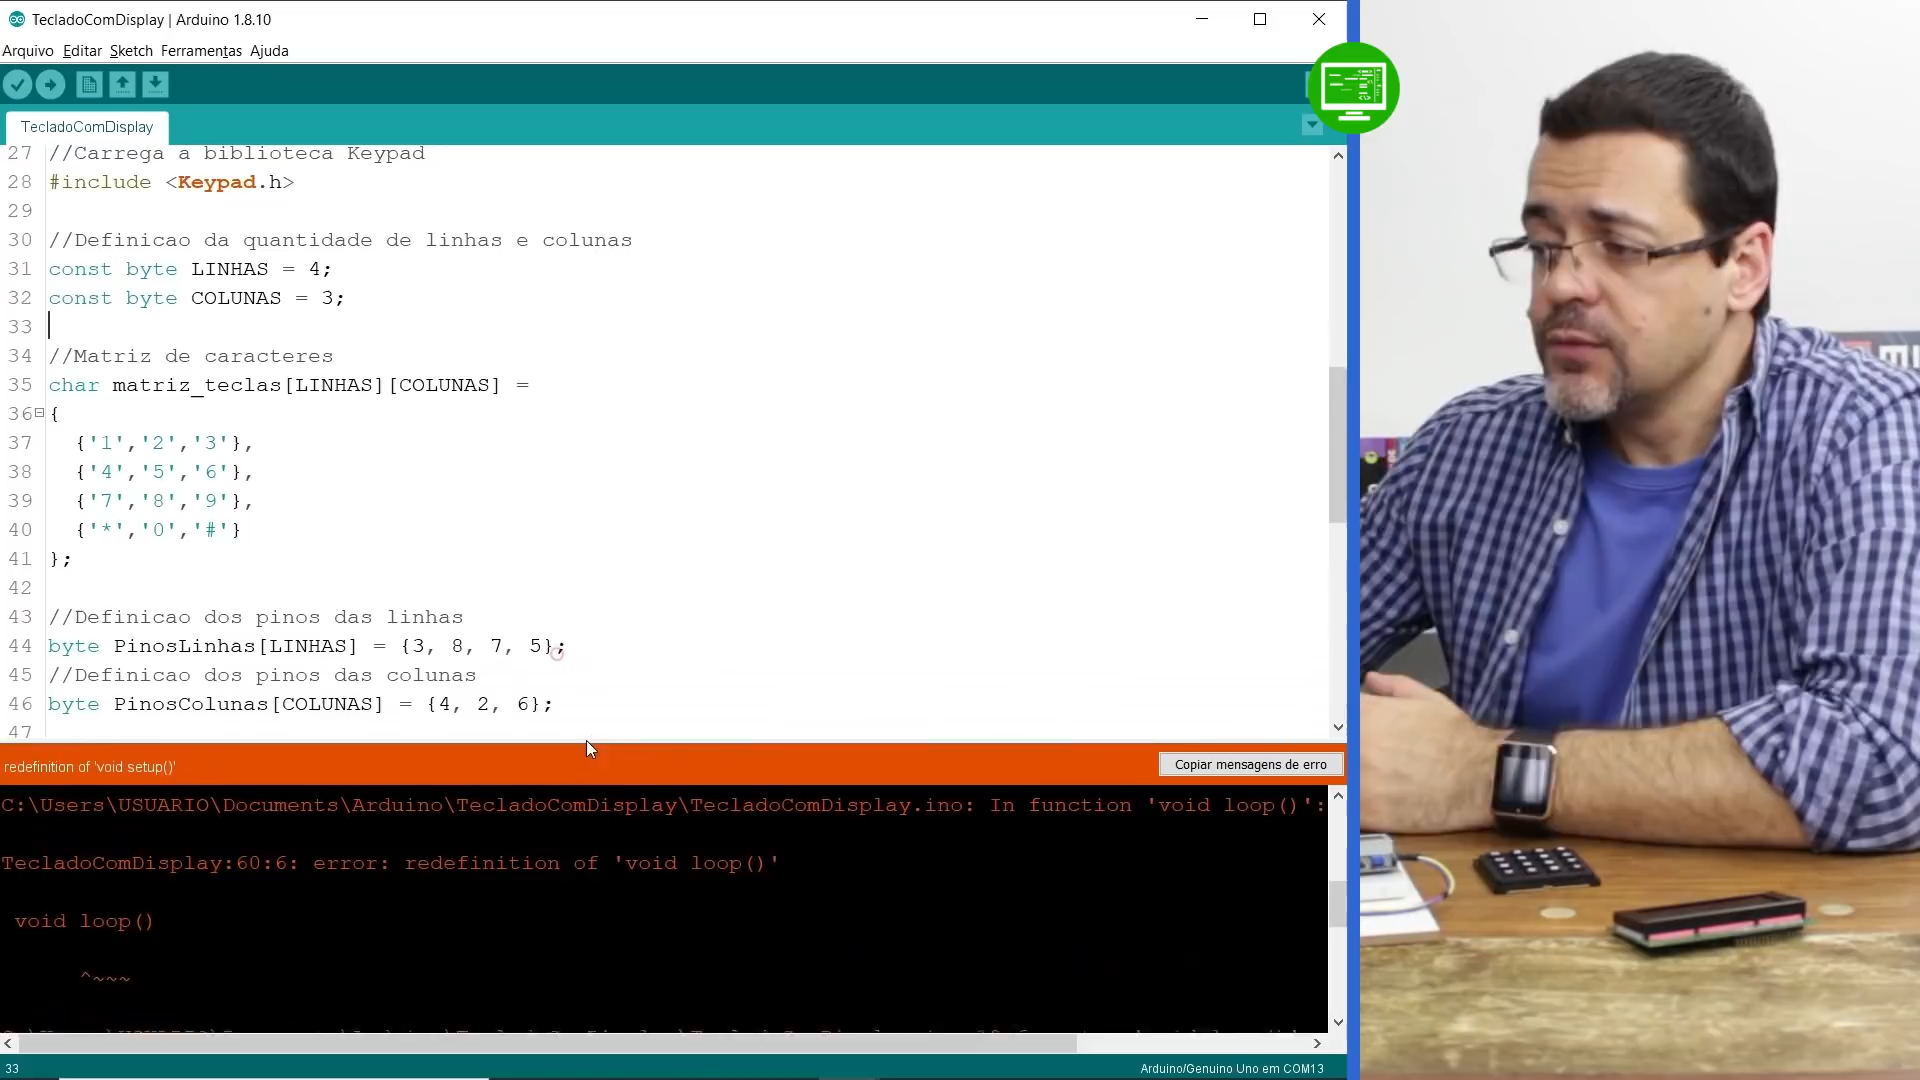 TecladoComDisplay | Arduino 1.8.10
Arquivo Editar Sketch Ferramentas Ajuda
TecladoComDisplay
27 //Carrega a biblioteca Keypad
28 #include <Keypad.h>
29
30 //Definicao da quantidade de linhas e colunas
31 const byte LINHAS = 4;
32 const byte COLUNAS = 3;
33
34 //Matriz de caracteres
35 char matriz_teclas[LINHAS][COLUNAS] =
36 {
37 {'1','2','3'},
38 {'4','5','6'},
39 {'7','8','9'},
40 {'*','0','#'}
41 };
42
43 //Definicao dos pinos das linhas
44 byte PinosLinhas[LINHAS] = {3, 8, 7, 5};
45 //Definicao dos pinos das colunas
46 byte PinosColunas[COLUNAS] = {4, 2, 6};
47
redefinition of 'void setup()'
Copiar mensagens de erro
C:\Users\USUARIO\Documents\Arduino\TecladoComDisplay\TecladoComDisplay.ino: In function 'void loop()':
TecladoComDisplay:60:6: error: redefinition of 'void loop()'
void loop()
^~~~
33
Arduino/Genuino Uno em COM13